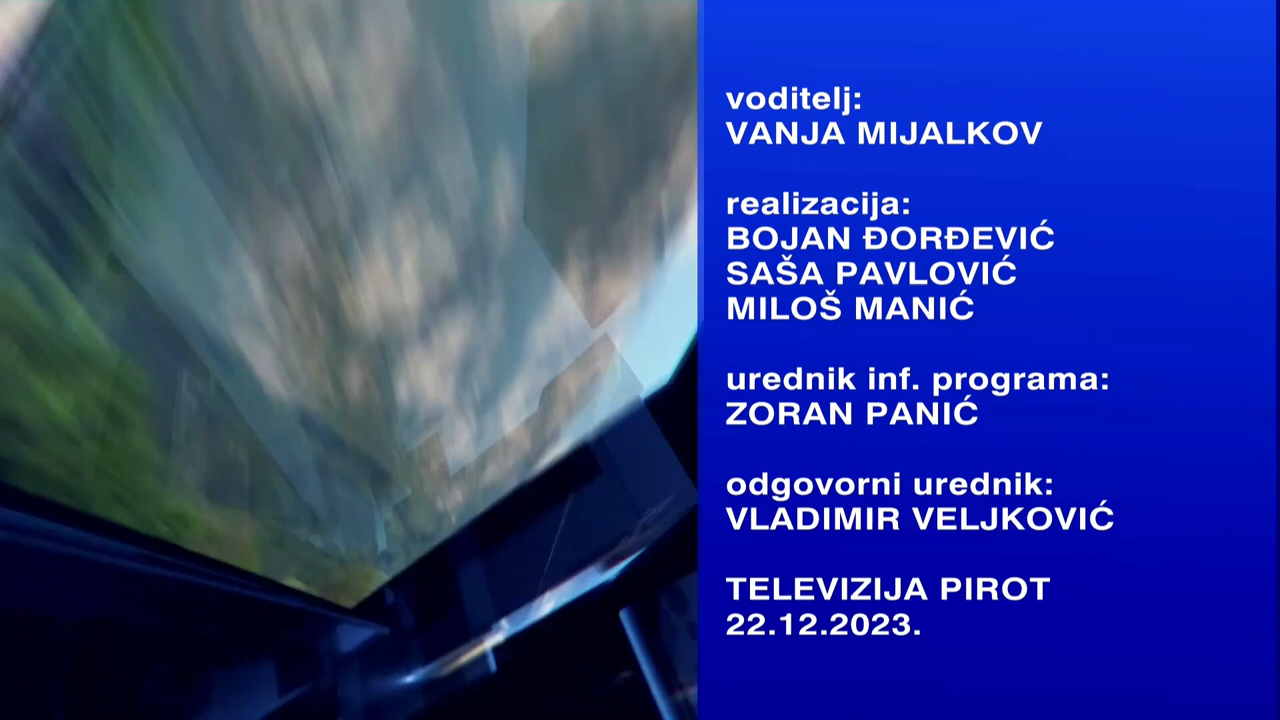 voditelj:
VANJA MIJALKOV
realizacija:
BOJAN ĐORĐEVIĆ
SAŠA PAVLOVIĆ
MILOŠ MANIĆ
urednik inf. programa:
ZORAN PANIĆ
odgovorni urednik:
VLADIMIR VELJKOVIĆ
TELEVIZIJA PIROT
22.12.2023.